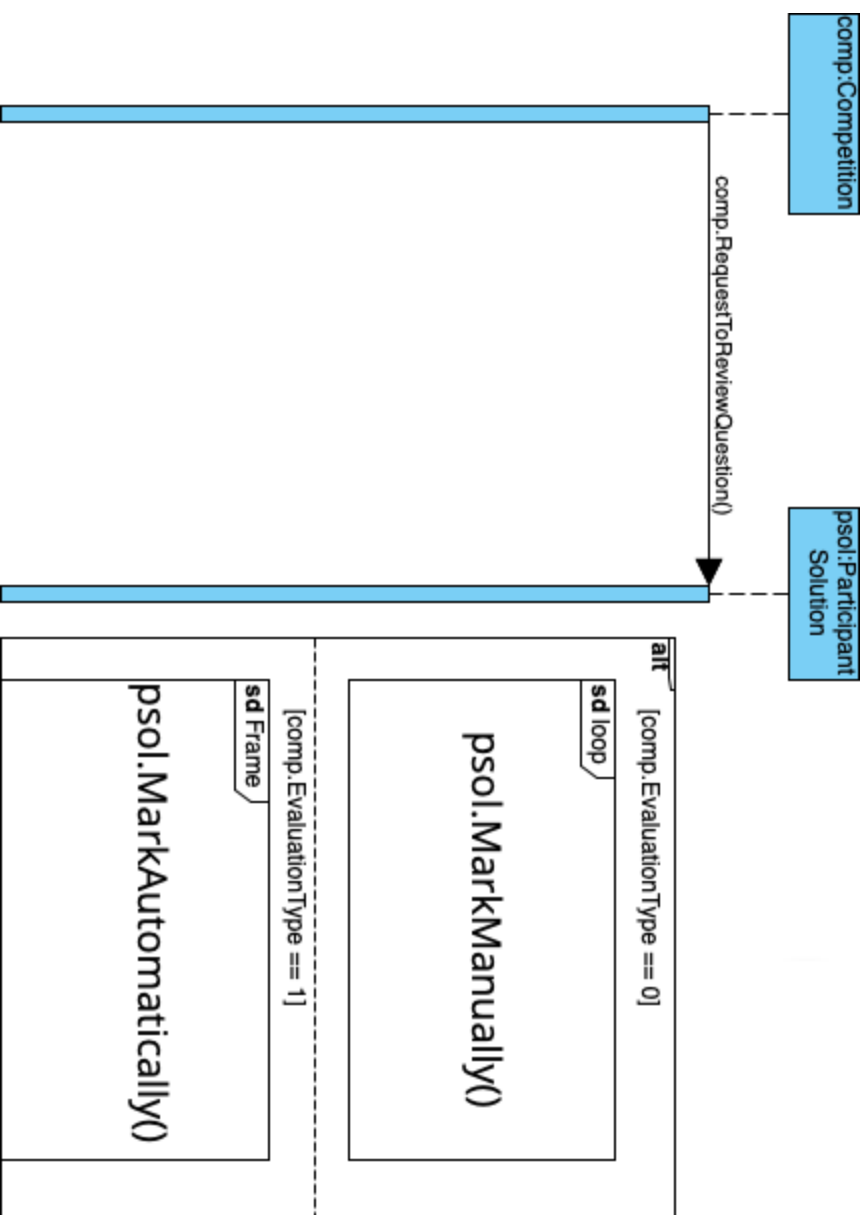 comp:Competition
psol:Participant
Solution
comp.RequestToReviewQuestion()
alt
[comp.EvaluationType == 0]
sd loop
psol.MarkManually()
[comp.EvaluationType == 1]
sd Frame
psol.MarkAutomatically()